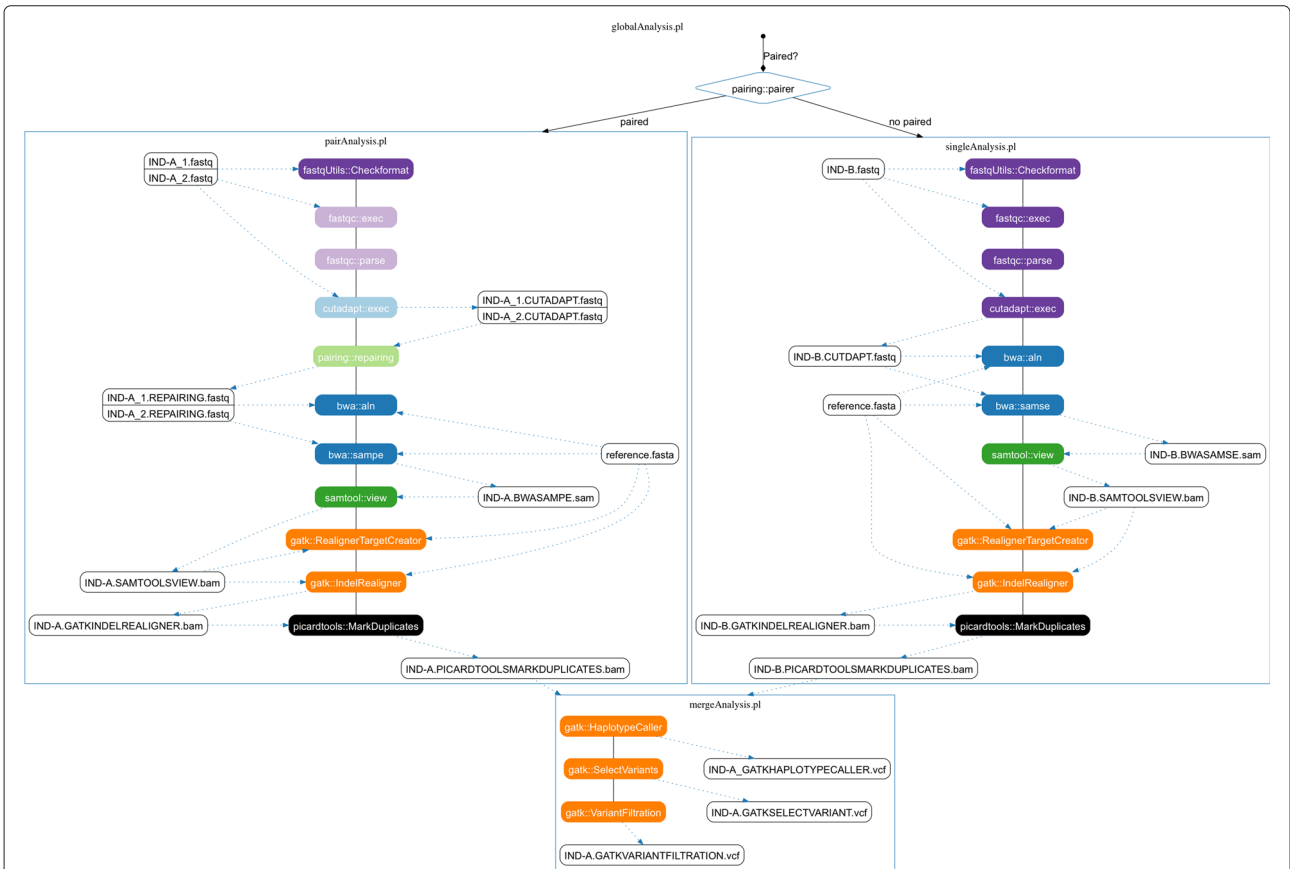 globalAnalysis.pl
Paired?
pairing::pairer
paired
no paired
pairAnalysis.pl
IND-A_1.fastq
IND-A_2.fastq
fastqUtils::Checkformat
fastqc::exec
fastqc::parse
cutadapt::exec
IND-A_1.CUTADAPT.fastq
IND-A_2.CUTADAPT.fastq
pairing::repairing
IND-A_1.REPAIRING.fastq
IND-A_2.REPAIRING.fastq
bwa::aln
bwa::sampe
reference.fasta
samtool::view
IND-A.BWASAMPE.sam
gatk::RealignerTargetCreator
IND-A.SAMTOOLSVIEW.bam
gatk::IndelRealigner
IND-A.GATKINDELREALIGNER.bam
picardtools::MarkDuplicates
IND-A.PICARDTOOLSMARKDUPLICATES.bam
singleAnalysis.pl
IND-B.fastq
fastqUtils::Checkformat
fastqc::exec
fastqc::parse
cutadapt::exec
IND-B.CUTDAPT.fastq
bwa::aln
reference.fasta
bwa::samse
samtool::view
IND-B.BWASAMSE.sam
IND-B.SAMTOOLSVIEW.bam
gatk::RealignerTargetCreator
gatk::IndelRealigner
IND-B.GATKINDELREALIGNER.bam
picardtools::MarkDuplicates
IND-B.PICARDTOOLSMARKDUPLICATES.bam
mergeAnalysis.pl
gatk::HaplotypeCaller
IND-A_GATKHAPLOTYPECALLER.vcf
gatk::SelectVariants
IND-A.GATKSELECTVARIANT.vcf
gatk::VariantFiltration
IND-A.GATKVARIANTFILTRATION.vcf